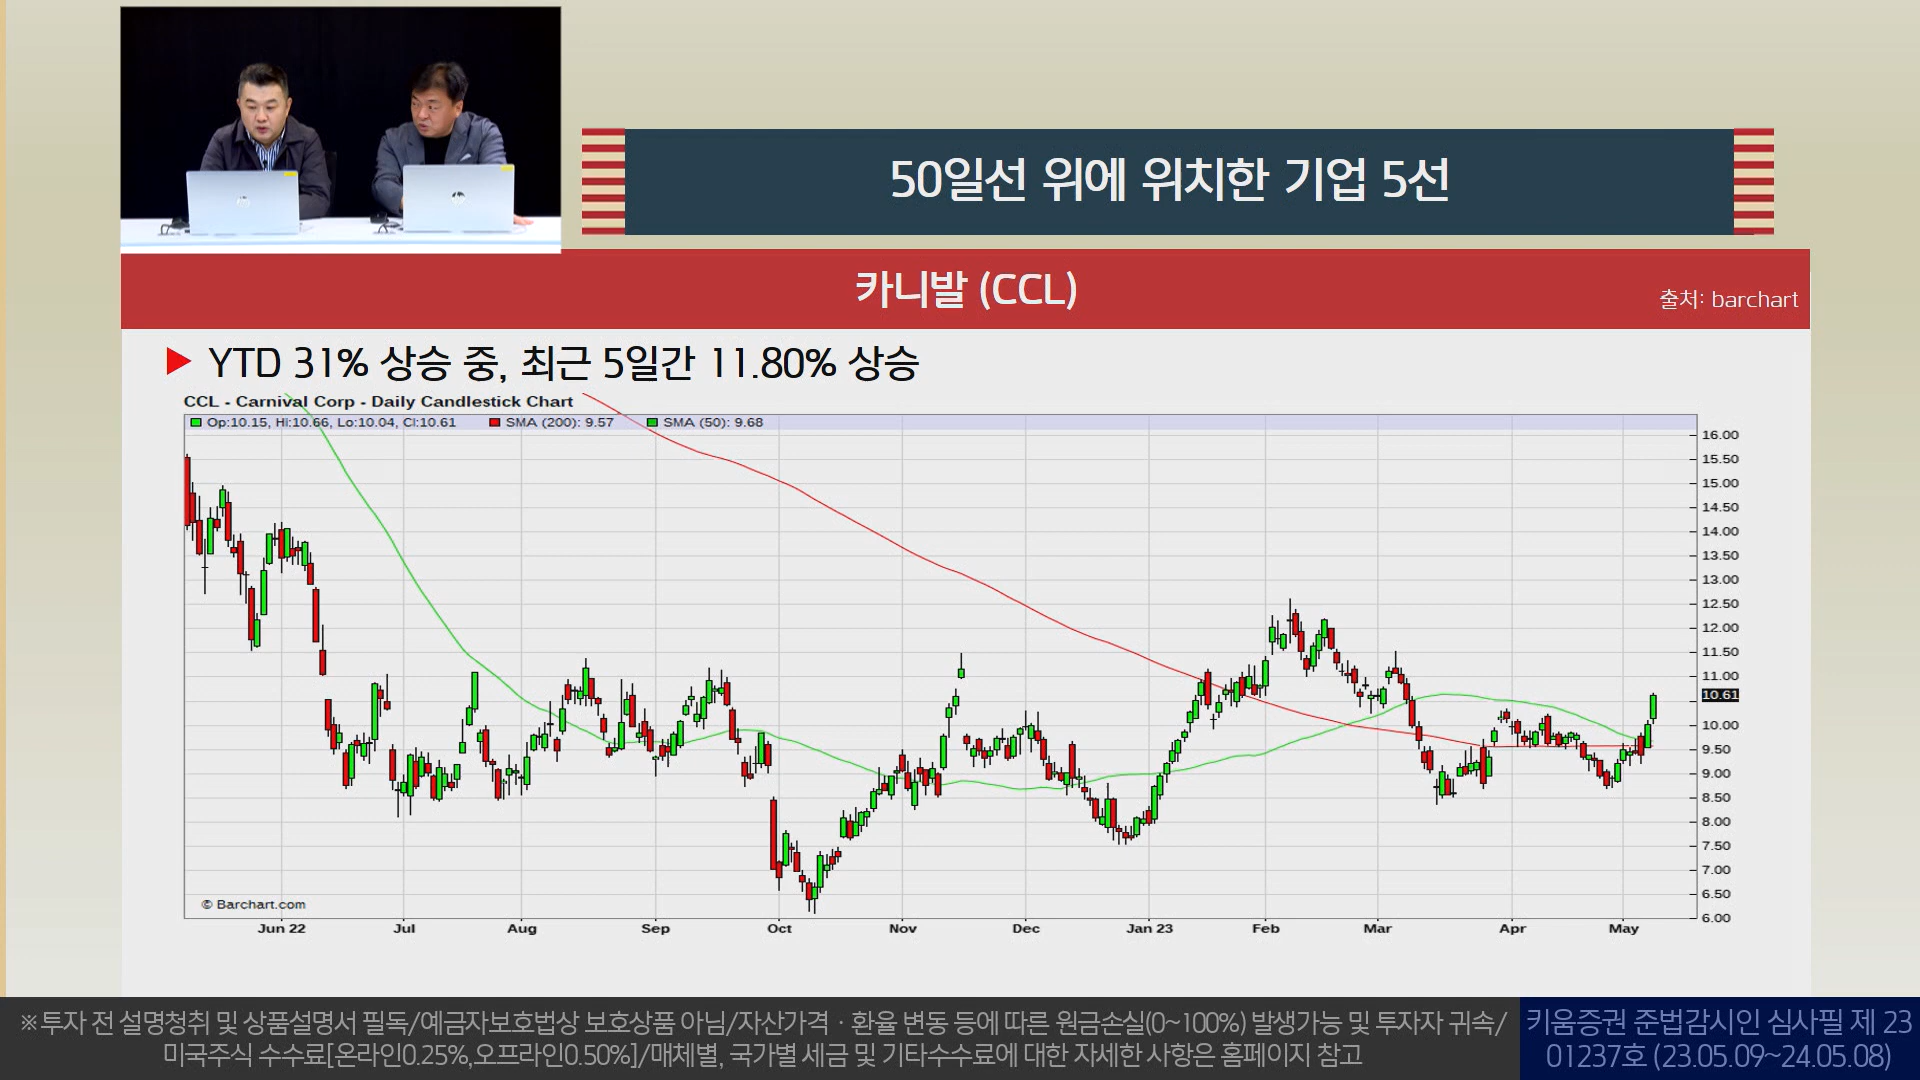 50일선 위에 위치한 기업 5선
카니발 (CCL)
출처: barchart
▶ YTD 31% 상승 중, 최근 5일간 11.80% 상승
CCL - Carnival Corp - Daily Candlestick Chart
Op:10.15, Hi:10.66, Lo:10.04, Cl:10.61 SMA (200): 9.57 SMA (50): 9.68
16.00
15.50
15.00
14.50
14.00
13.50
13.00
12.50
12.00
11.50
11.00
10.61
10.00
9.50
9.00
8.50
8.00
7.50
7.00
6.50
6.00
© Barchart.com
Jun 22 Jul Aug Sep Oct Nov Dec Jan 23 Feb Mar Apr May
※투자 전 설명청취 및 상품설명서 필독/예금자보호법상 보호상품 아님/자산가격 · 환율 변동 등에 따른 원금손실(0~100%) 발생가능 및 투자자 귀속/
미국주식 수수료[온라인0.25%,오프라인0.50%]/매체별, 국가별 세금 및 기타수수료에 대한 자세한 사항은 홈페이지 참고
키움증권 준법감시인 심사필 제 23
01237호 (23.05.09~24.05.08)